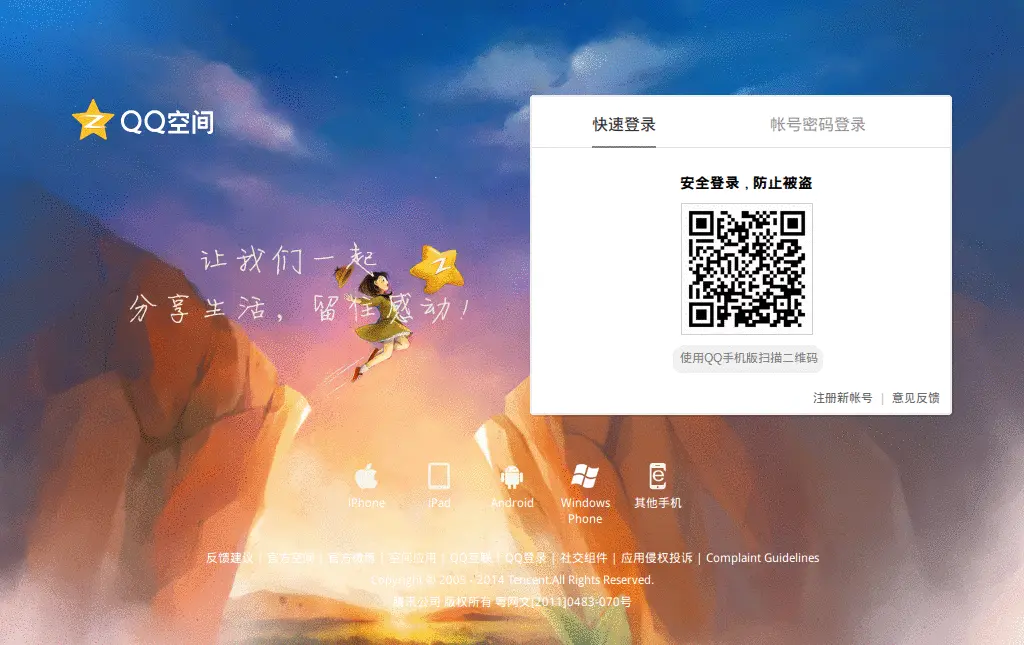 QQ空间
快速登录
帐号密码登录
安全登录，防止被盗
让我们一起
分享生活，留住感动！
使用QQ手机版扫描二维码
注册新帐号 | 意见反馈
iPhone
iPad
Android
Windows Phone
其他手机
反馈建议 | 官方空间 | 官方微博 | 空间应用 | QQ互联 | QQ登录 | 社交组件 | 应用侵权投诉 | Complaint Guidelines
Copyright © 2005 - 2014 Tencent.All Rights Reserved.
腾讯公司 版权所有 粤网文[2011]0483-070号